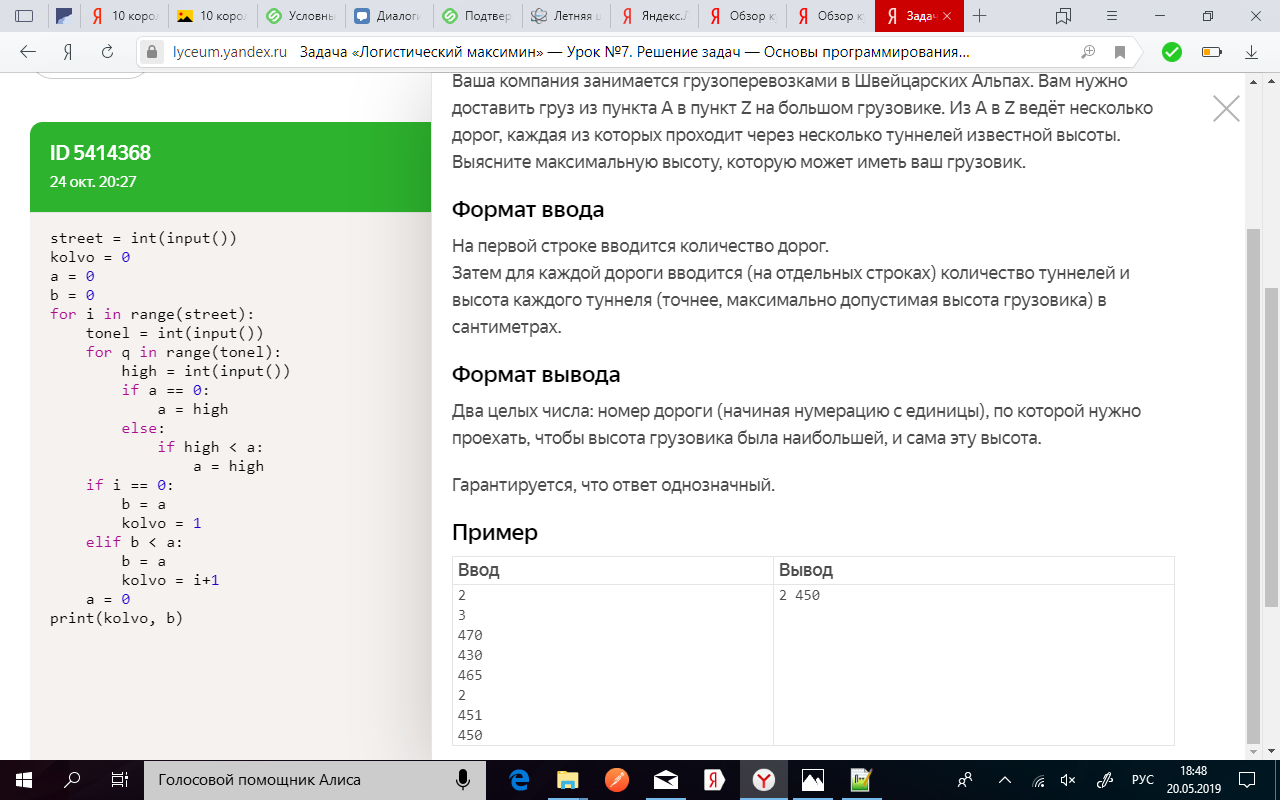 10 корол
10 корол
Условны
Диалоги
Подтвер
Летняя ш
Яндекс.Л
Обзор к
Обзор к
Задач
lyceum.yandex.ru Задача «Логистический максимин» — Урок №7. Решение задач — Основы программирования...
ID 5414368
24 окт. 20:27
street = int(input())
kolvo = 0
a = 0
b = 0
for i in range(street):
    tonel = int(input())
    for q in range(tonel):
        high = int(input())
        if a == 0:
            a = high
        else:
            if high < a:
                a = high
    if i == 0:
        b = a
        kolvo = 1
    elif b < a:
        b = a
        kolvo = i+1
    a = 0
print(kolvo, b)
Ваша компания занимается грузоперевозками в Швейцарских Альпах. Вам нужно
доставить груз из пункта A в пункт Z на большом грузовике. Из A в Z ведёт несколько
дорог, каждая из которых проходит через несколько туннелей известной высоты.
Выясните максимальную высоту, которую может иметь ваш грузовик.
Формат ввода
На первой строке вводится количество дорог.
Затем для каждой дороги вводится (на отдельных строках) количество туннелей и
высота каждого туннеля (точнее, максимально допустимая высота грузовика) в
сантиметрах.
Формат вывода
Два целых числа: номер дороги (начиная нумерацию с единицы), по которой нужно
проехать, чтобы высота грузовика была наибольшей, и сама эту высота.
Гарантируется, что ответ однозначный.
Пример
Ввод Вывод
2 2 450
3
470
430
465
2
451
450
Голосовой помощник Алиса
РУС
18:48
20.05.2019